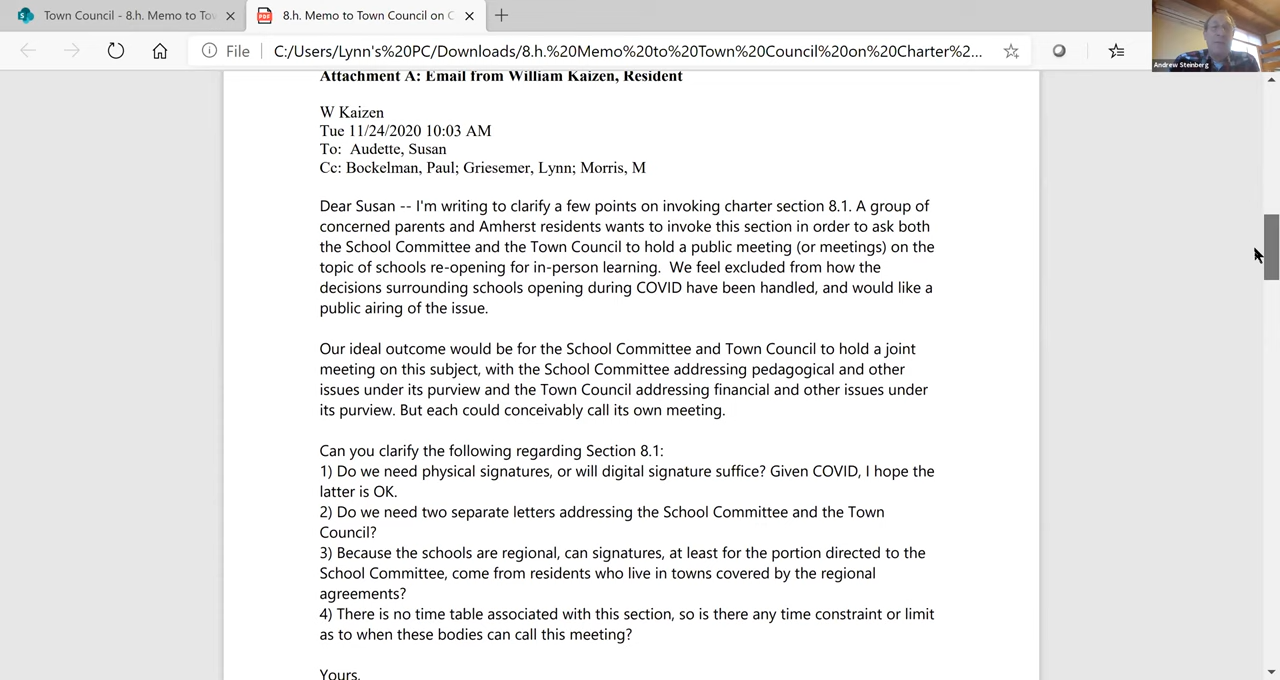 Town Council - 8.h. Memo to Tow
8.h. Memo to Town Council on C
File C:/Users/Lynn's%20PC/Downloads/8.h.%20Memo%20to%20Town%20Council%20on%20Charter%2...
Andrew Steinberg
Attachment A: Email from William Kaizen, Resident
W Kaizen
Tue 11/24/2020 10:03 AM
To: Audette, Susan
Cc: Bockelman, Paul; Griesemer, Lynn; Morris, M
Dear Susan -- I'm writing to clarify a few points on invoking charter section 8.1. A group of
concerned parents and Amherst residents wants to invoke this section in order to ask both
the School Committee and the Town Council to hold a public meeting (or meetings) on the
topic of schools re-opening for in-person learning. We feel excluded from how the
decisions surrounding schools opening during COVID have been handled, and would like a
public airing of the issue.
Our ideal outcome would be for the School Committee and Town Council to hold a joint
meeting on this subject, with the School Committee addressing pedagogical and other
issues under its purview and the Town Council addressing financial and other issues under
its purview. But each could conceivably call its own meeting.
Can you clarify the following regarding Section 8.1:
1) Do we need physical signatures, or will digital signature suffice? Given COVID, I hope the
latter is OK.
2) Do we need two separate letters addressing the School Committee and the Town
Council?
3) Because the schools are regional, can signatures, at least for the portion directed to the
School Committee, come from residents who live in towns covered by the regional
agreements?
4) There is no time table associated with this section, so is there any time constraint or limit
as to when these bodies can call this meeting?
Yours,